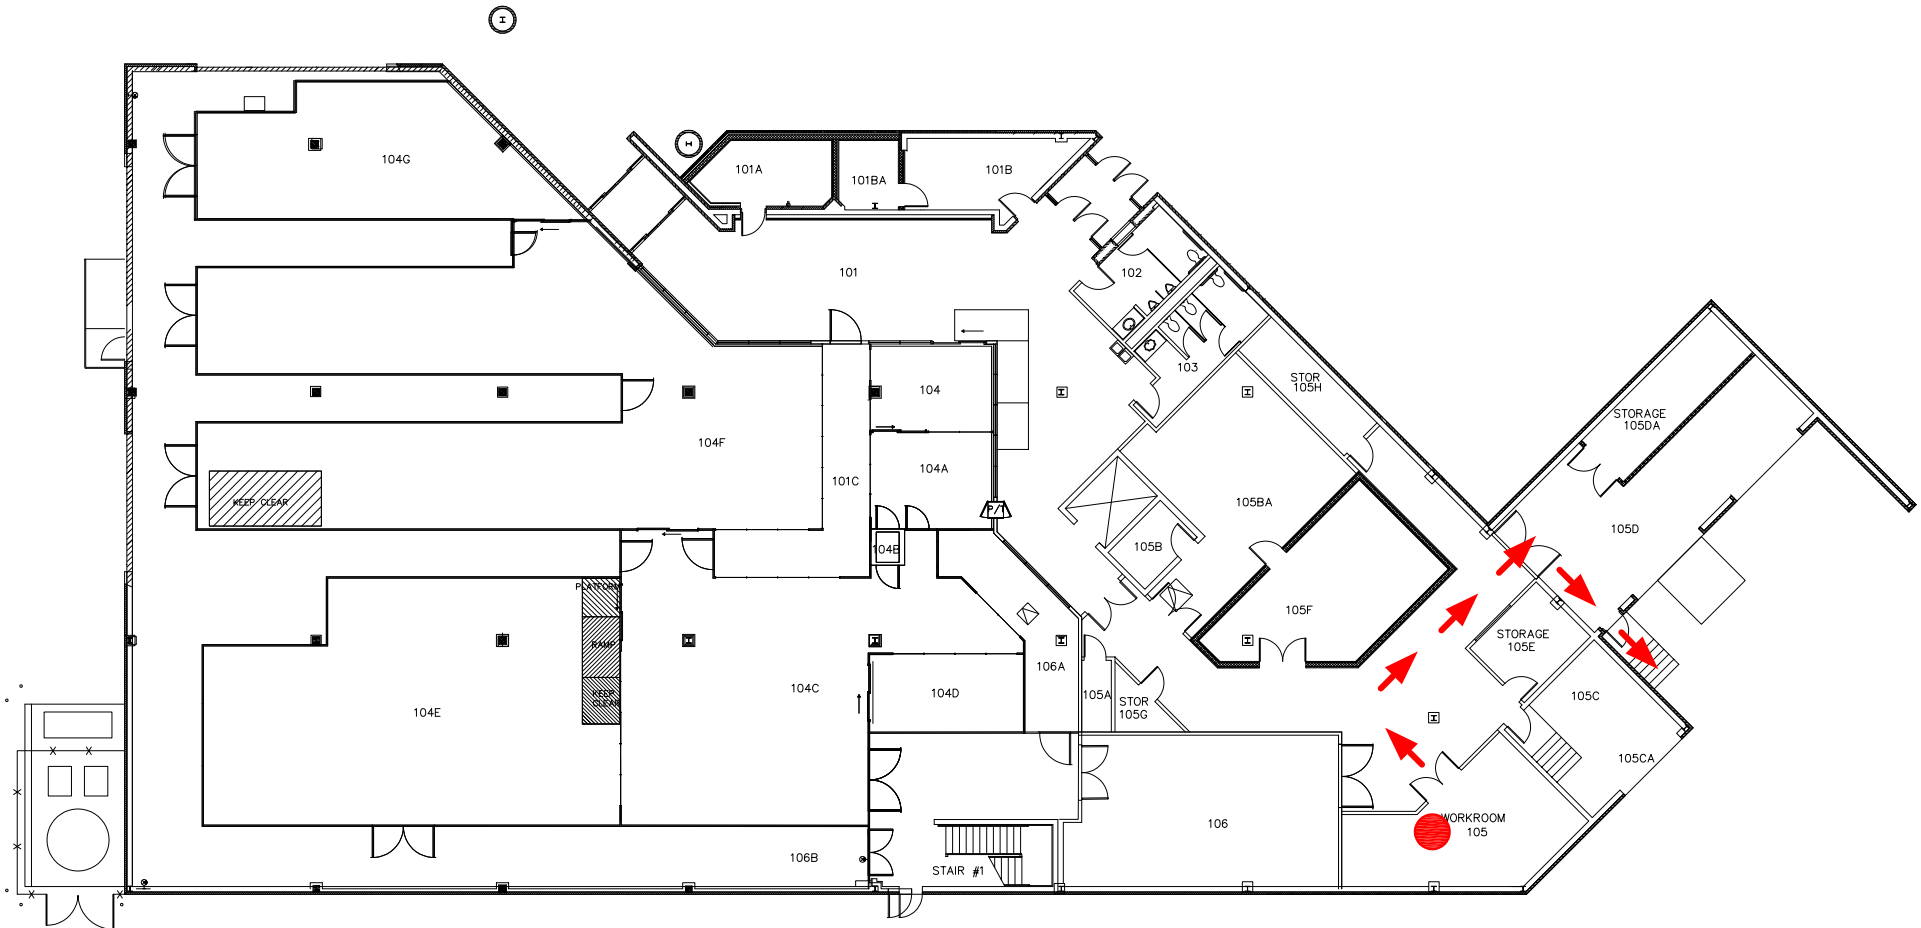 104G
101A
101BA
101B
101
102
103
STOR
105H
104
104F
104A
101C
KEEP CLEAR
P/T
STORAGE
105DA
105BA
105D
104B
105B
PLATFORM
105F
RAMP
STORAGE
105E
106A
104C
104D
105A
KEEP
CLEAR
STOR
105G
105C
104E
105CA
106
WORKROOM
105
106B
STAIR #1